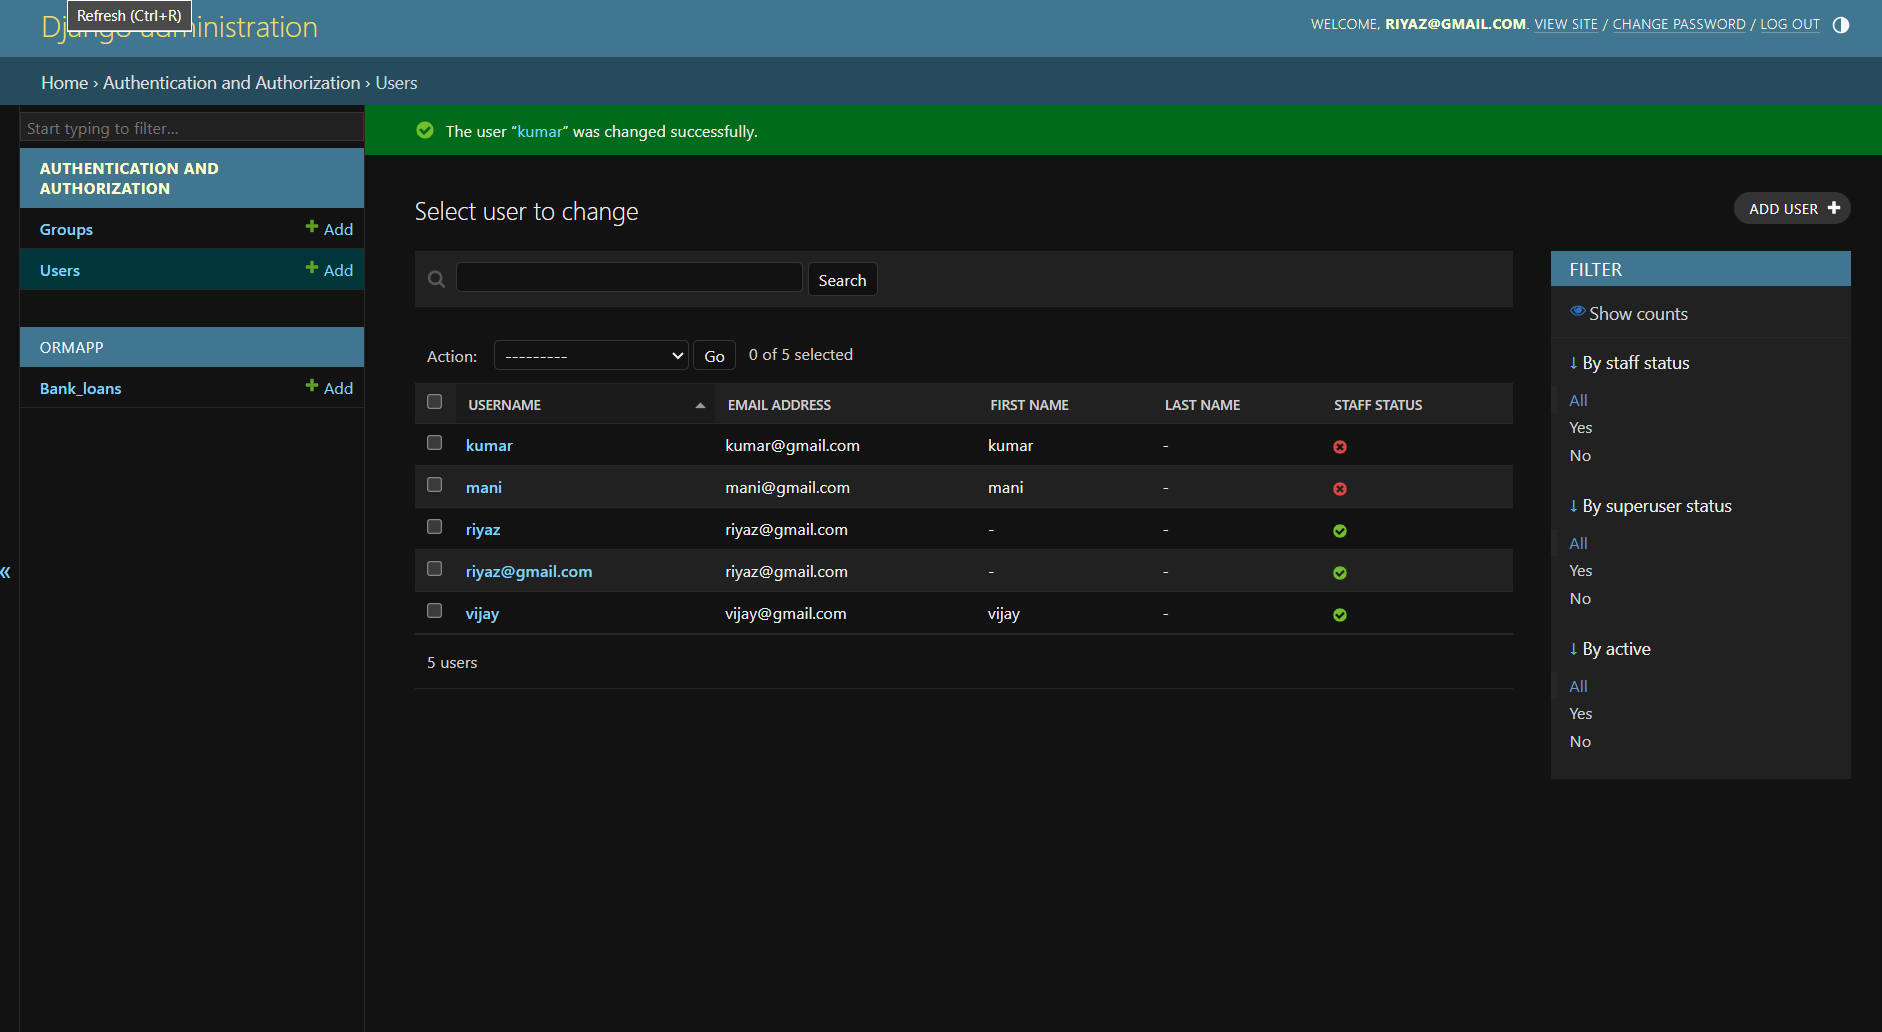 Refresh (Ctrl+R)
Django administration
WELCOME, RIYAZ@GMAIL.COM. VIEW SITE / CHANGE PASSWORD / LOG OUT
Home › Authentication and Authorization › Users
Start typing to filter...
AUTHENTICATION AND
AUTHORIZATION
Groups + Add
Users + Add
ORMAPP
Bank_loans + Add
«
The user “kumar” was changed successfully.
Select user to change
ADD USER +
Search
Action: --------- Go 0 of 5 selected
USERNAME EMAIL ADDRESS FIRST NAME LAST NAME STAFF STATUS
kumar kumar@gmail.com kumar -
mani mani@gmail.com mani -
riyaz riyaz@gmail.com - -
riyaz@gmail.com riyaz@gmail.com - -
vijay vijay@gmail.com vijay -
5 users
FILTER
Show counts
↓ By staff status
All
Yes
No
↓ By superuser status
All
Yes
No
↓ By active
All
Yes
No